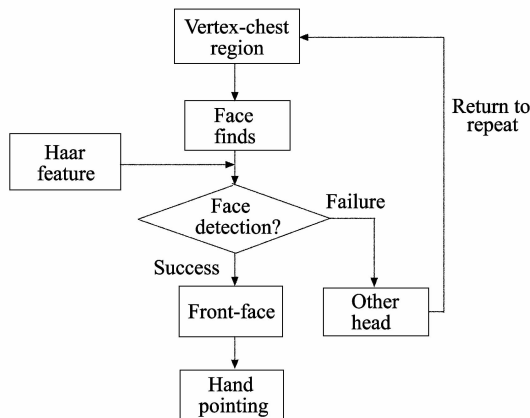 Vertex-chest
region
Return to
repeat
Face
finds
Haar
feature
Face
detection?
Failure
Success
Front-face
Other
head
Hand
pointing